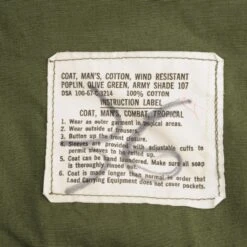 COAT, MAN'S, COTTON, WIND RESISTANT
POPLIN, OLIVE GREEN, ARMY SHADE 107
DSA 100-67-C-3214 100% COTTON
INSTRUCTION LABEL
COAT, MAN'S, COMBAT, TROPICAL
1. Wear as outer garment in tropical areas.
2. Wear outside of trousers.
3. Button up the front closure.
4. Sleeves are provided with adjustable cuffs to
permit sleeves to be rolled up.
5. Coat can be hand laundered. Make sure all soap
is thoroughly rinsed out.
6. Coat is made longer than normal in order that
Load Carrying Equipment does not cover pockets.